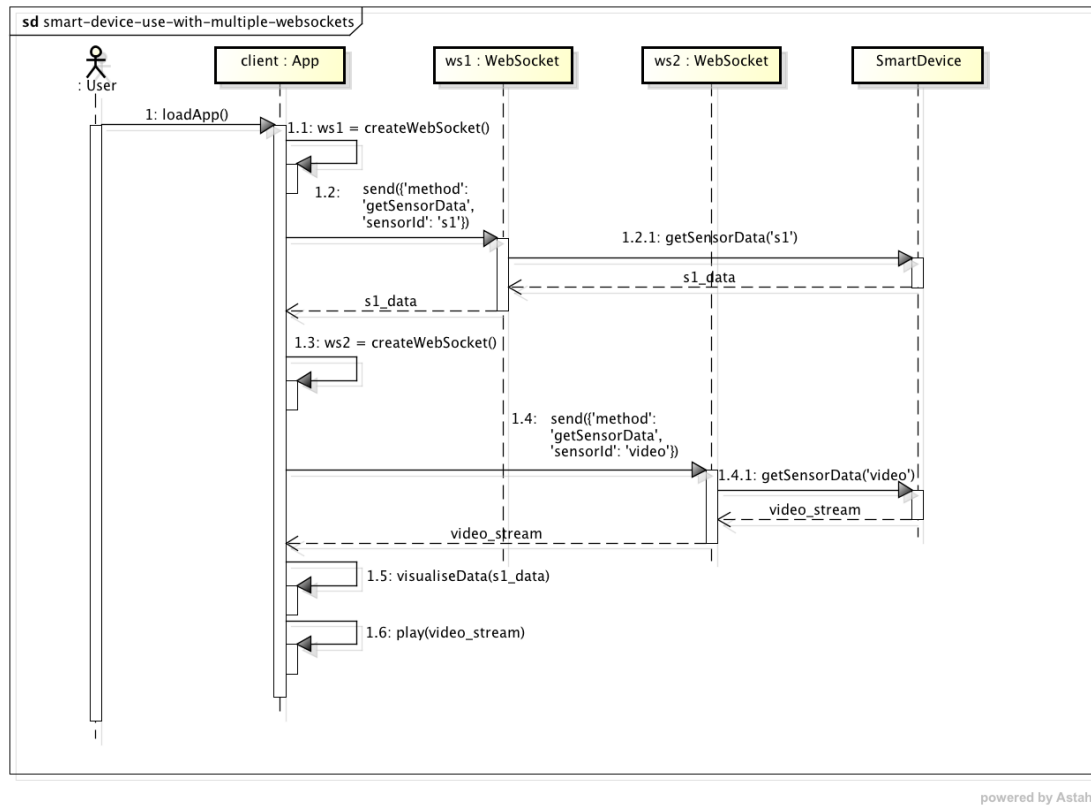 sd smart-device-use-with-multiple-websockets
: User
client : App
ws1 : WebSocket
ws2 : WebSocket
SmartDevice
1: loadApp()
1.1: ws1 = createWebSocket()
1.2: send({'method':
'getSensorData',
'sensorId': 's1'})
1.2.1: getSensorData('s1')
s1_data
s1_data
1.3: ws2 = createWebSocket()
1.4: send({'method':
'getSensorData',
'sensorId': 'video'})
1.4.1: getSensorData('video')
video_stream
video_stream
1.5: visualiseData(s1_data)
1.6: play(video_stream)
powered by Astah